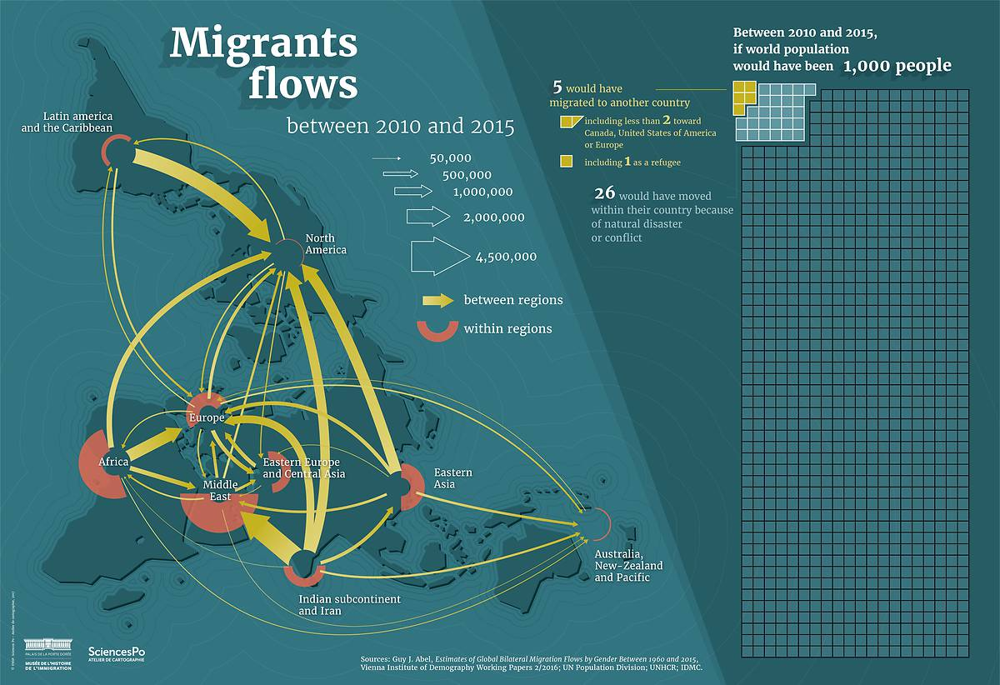 Migrants
flows
between 2010 and 2015
50,000
500,000
1,000,000
2,000,000
4,500,000
between regions
within regions
Latin america
and the Caribbean
North
America
Europe
Africa
Eastern Europe
and Central Asia
Middle
East
Eastern
Asia
Indian subcontinent
and Iran
Australia,
New-Zealand
and Pacific
Between 2010 and 2015,
if world population
would have been 1,000 people
5 would have
migrated to another country
including less than 2 toward
Canada, United States of America
or Europe
including 1 as a refugee
26 would have moved
within their country because
of natural disaster
or conflict
PALAIS DE LA PORTE DORÉE
MUSÉE DE L'HISTOIRE
DE L'IMMIGRATION
SciencesPo
ATELIER DE CARTOGRAPHIE
Sources: Guy J. Abel, Estimates of Global Bilateral Migration Flows by Gender Between 1960 and 2015,
Vienna Institute of Demography Working Papers 2/2016; UN Population Division; UNHCR; IDMC.